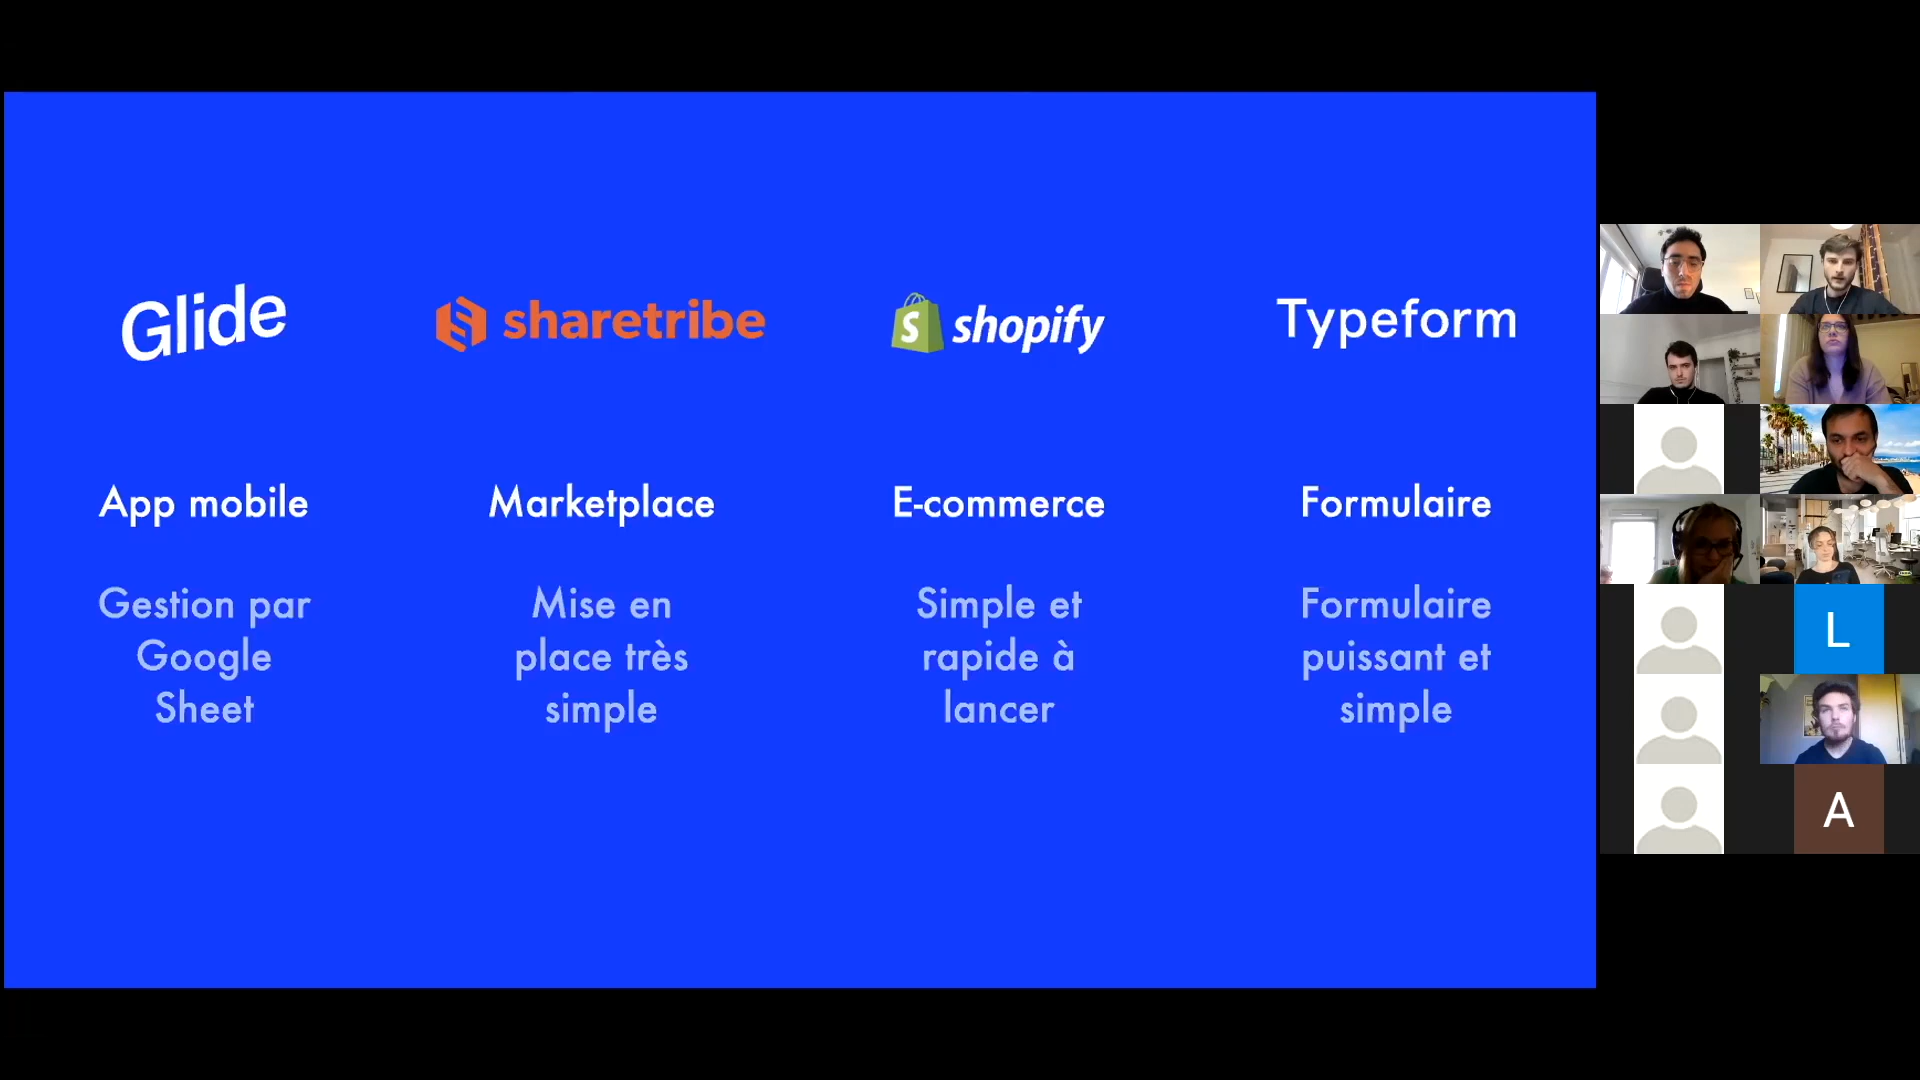 Glide
sharetribe
S shopify
Typeform
App mobile
Marketplace
E-commerce
Formulaire
Gestion par
Google
Sheet
Mise en
place très
simple
Simple et
rapide à
lancer
Formulaire
puissant et
simple
L
A